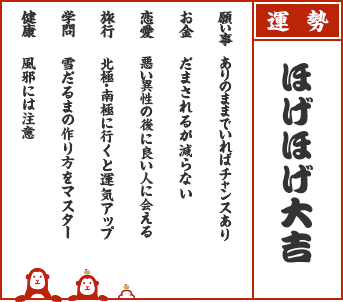 運勢
ほげほげ大吉
願い事 ありのままでいればチャンスあり
お金 だまされるが減らない
恋愛 悪い異性の後に良い人に会える
旅行 北極・南極に行くと運気アップ
学問 雪だるまの作り方をマスター
健康 風邪には注意